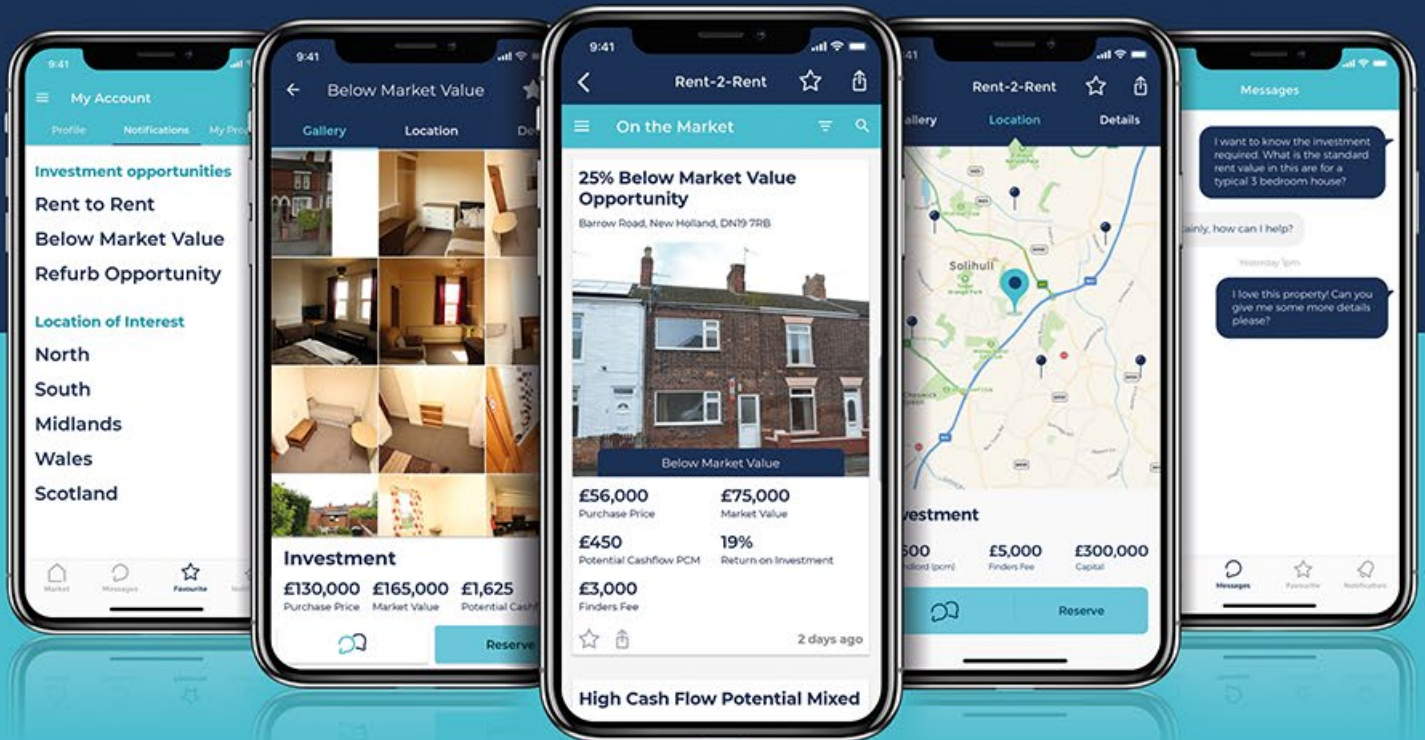 9:41
My Account
Profile Notifications
Investment opportunities
Rent to Rent
Below Market Value
Refurb Opportunity
Location of Interest
North
South
Midlands
Wales
Scotland
Market Messages Favourite
9:41
Below Market Value
Gallery Location
Investment
£130,000 £165,000 £1,625
Purchase Price Market Value Potential
Reserve
9:41
Rent-2-Rent
On the Market
25% Below Market Value
Opportunity
Barrow Road, New Holland, DN19 7RB
Below Market Value
£56,000 £75,000
Purchase Price Market Value
£450 19%
Potential Cashflow PCM Return on Investment
£3,000
Finders Fee
2 days ago
High Cash Flow Potential Mixed
Rent-2-Rent
Location Details
Solihull
£5,000 £300,000
Finders Fee Capital
Reserve
Messages
I want to know the investment
required. What is the standard
rent value in this are for a
typical 3 bedroom house?
how can I help?
Yesterday 1pm
I love this property! Can you
give me some more details
please?
Messages Favourite Notification